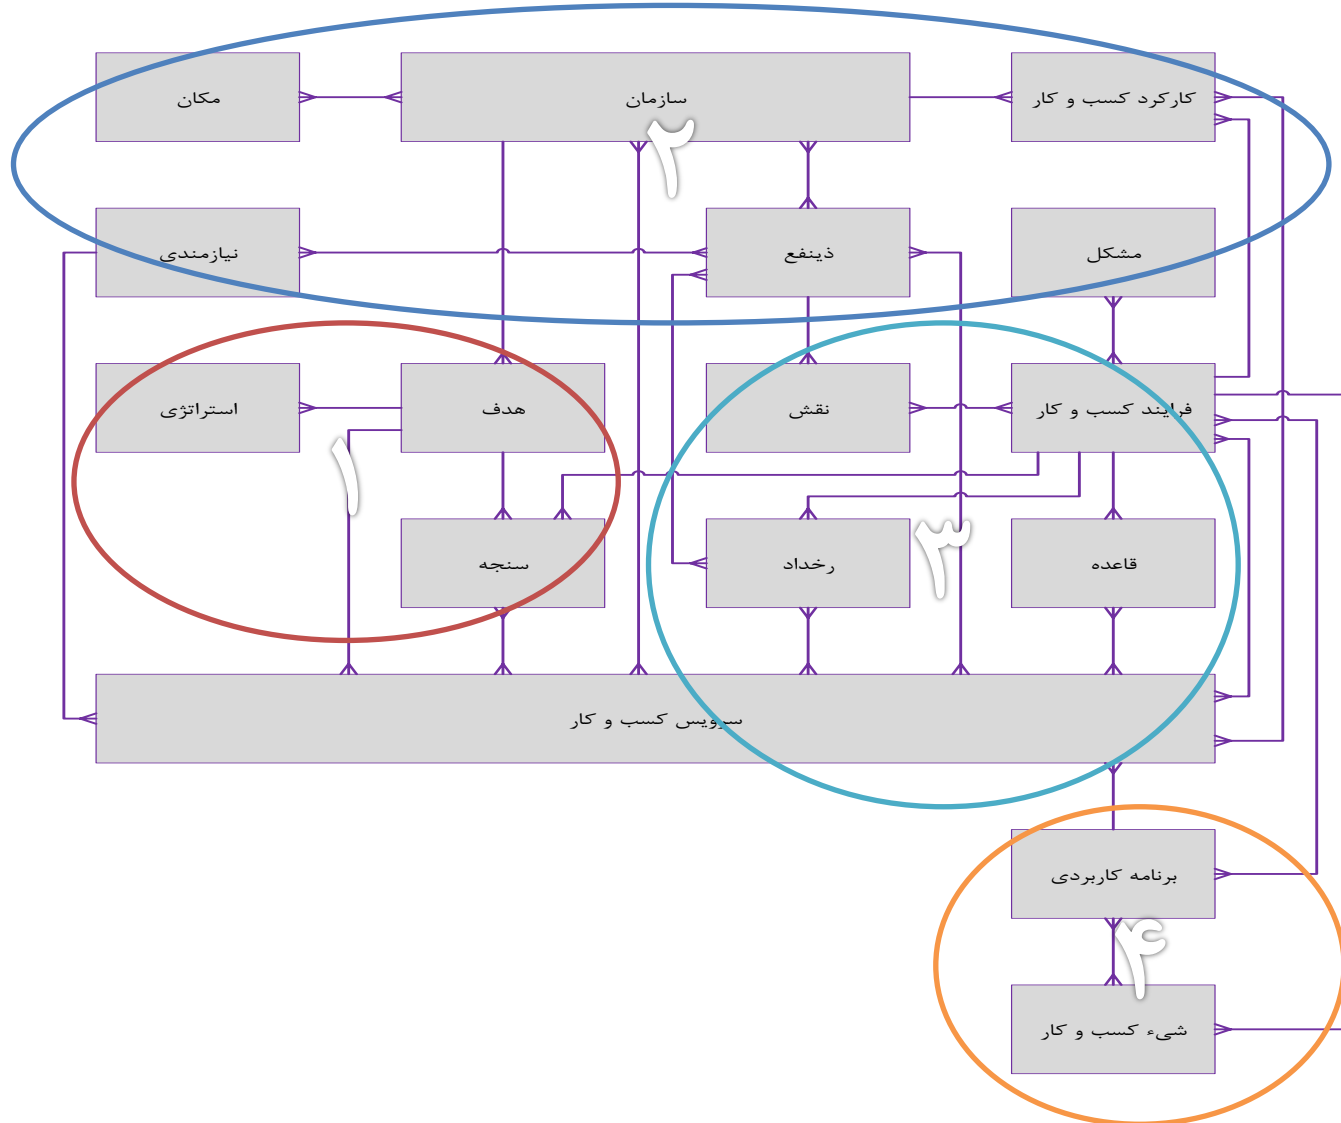 کارکرد کسب و کار
سازمان
مکان
۲
مشکل
ذینفع
نیازمندی
فرایند کسب و کار
نقش
هدف
استراتژی
۱
۳
قاعده
رخداد
سنجه
سرویس کسب و کار
برنامه کاربردی
۴
شیء کسب و کار